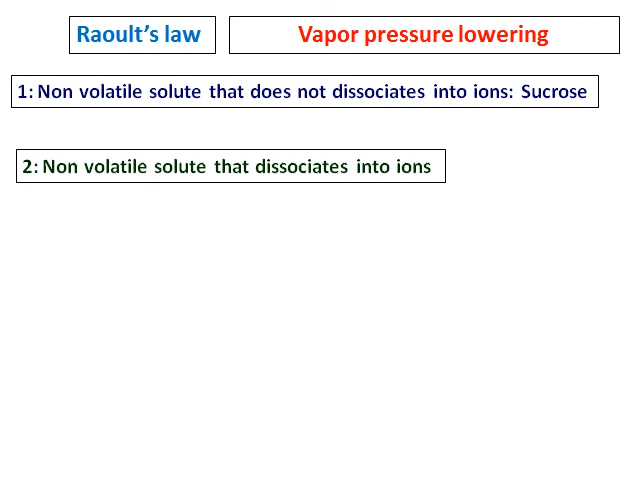 Raoult's law
Vapor pressure lowering
1: Non volatile solute that does not dissociates into ions: Sucrose
2: Non volatile solute that dissociates into ions